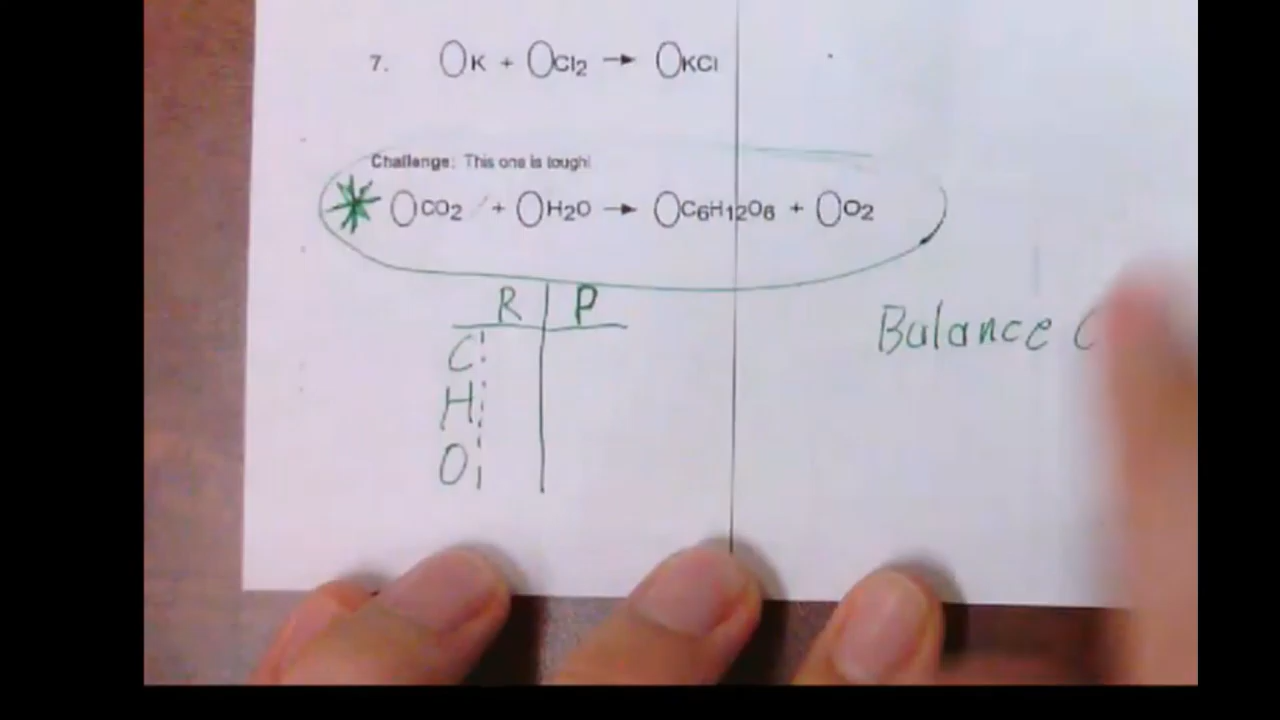 7. K + Cl2 → KCl
Challenge: This one is tough!
CO2 + H2O → C6H12O6 + O2
R P
C
H
O
Balance C